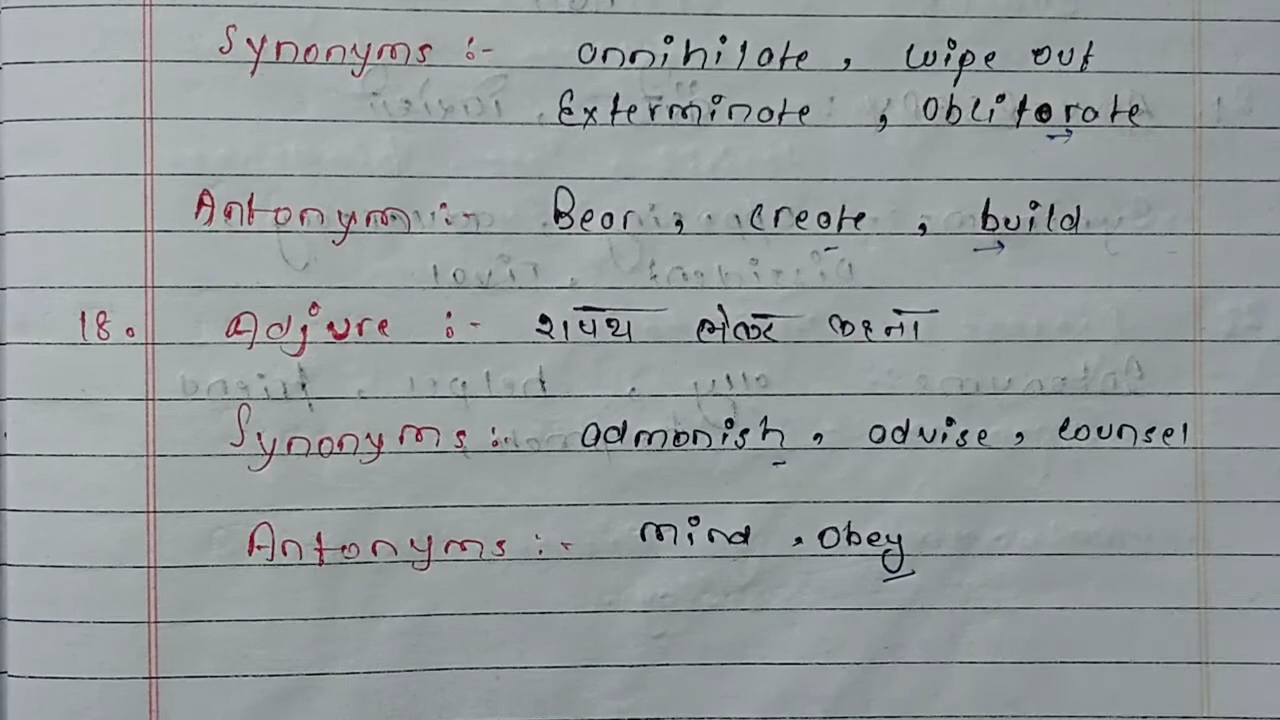 Synonyms :- annihilate, wipe out
Exterminate, Obliterate
Antonym :- Bear, create, build
18. Adjure :- शपथ लेकर कहना
Synonyms :- admonish, advise, counsel
Antonyms :- mind, obey